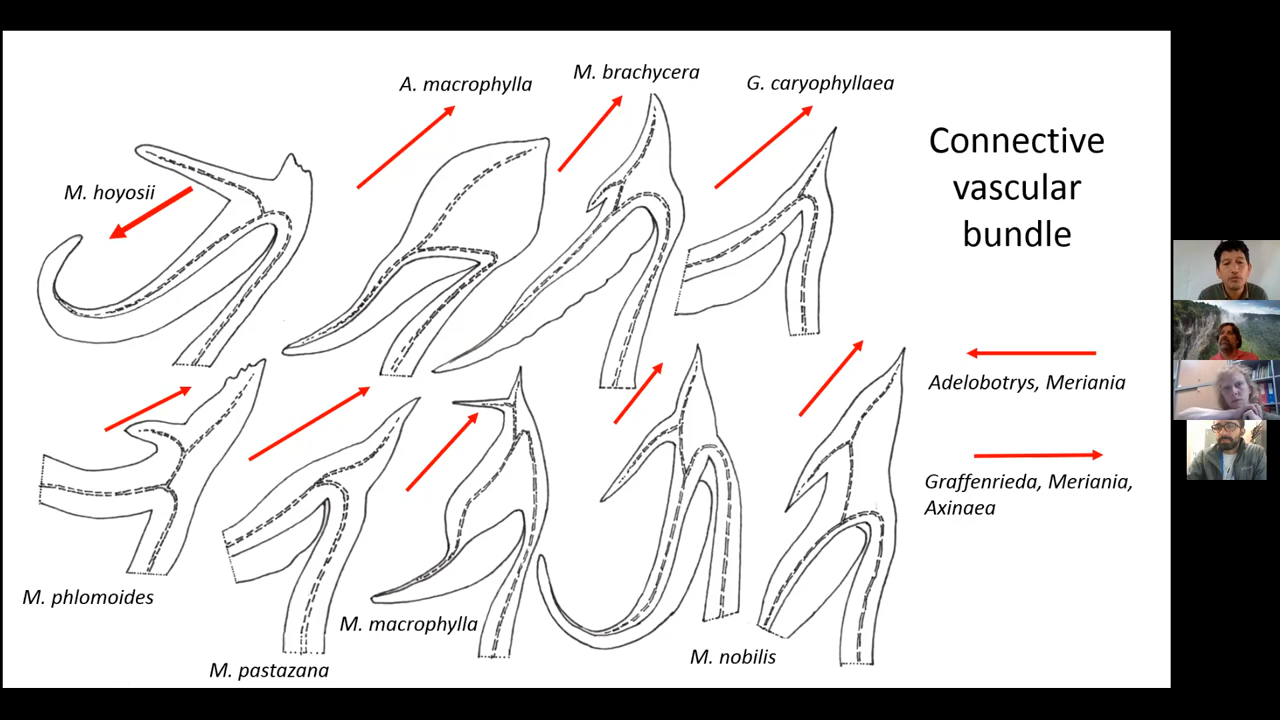 M. brachycera
A. macrophylla
G. caryophyllaea
M. hoyosii
Connective
vascular
bundle
Adelobotrys, Meriania
Graffenrieda, Meriania,
Axinaea
M. phlomoides
M. macrophylla
M. nobilis
M. pastazana